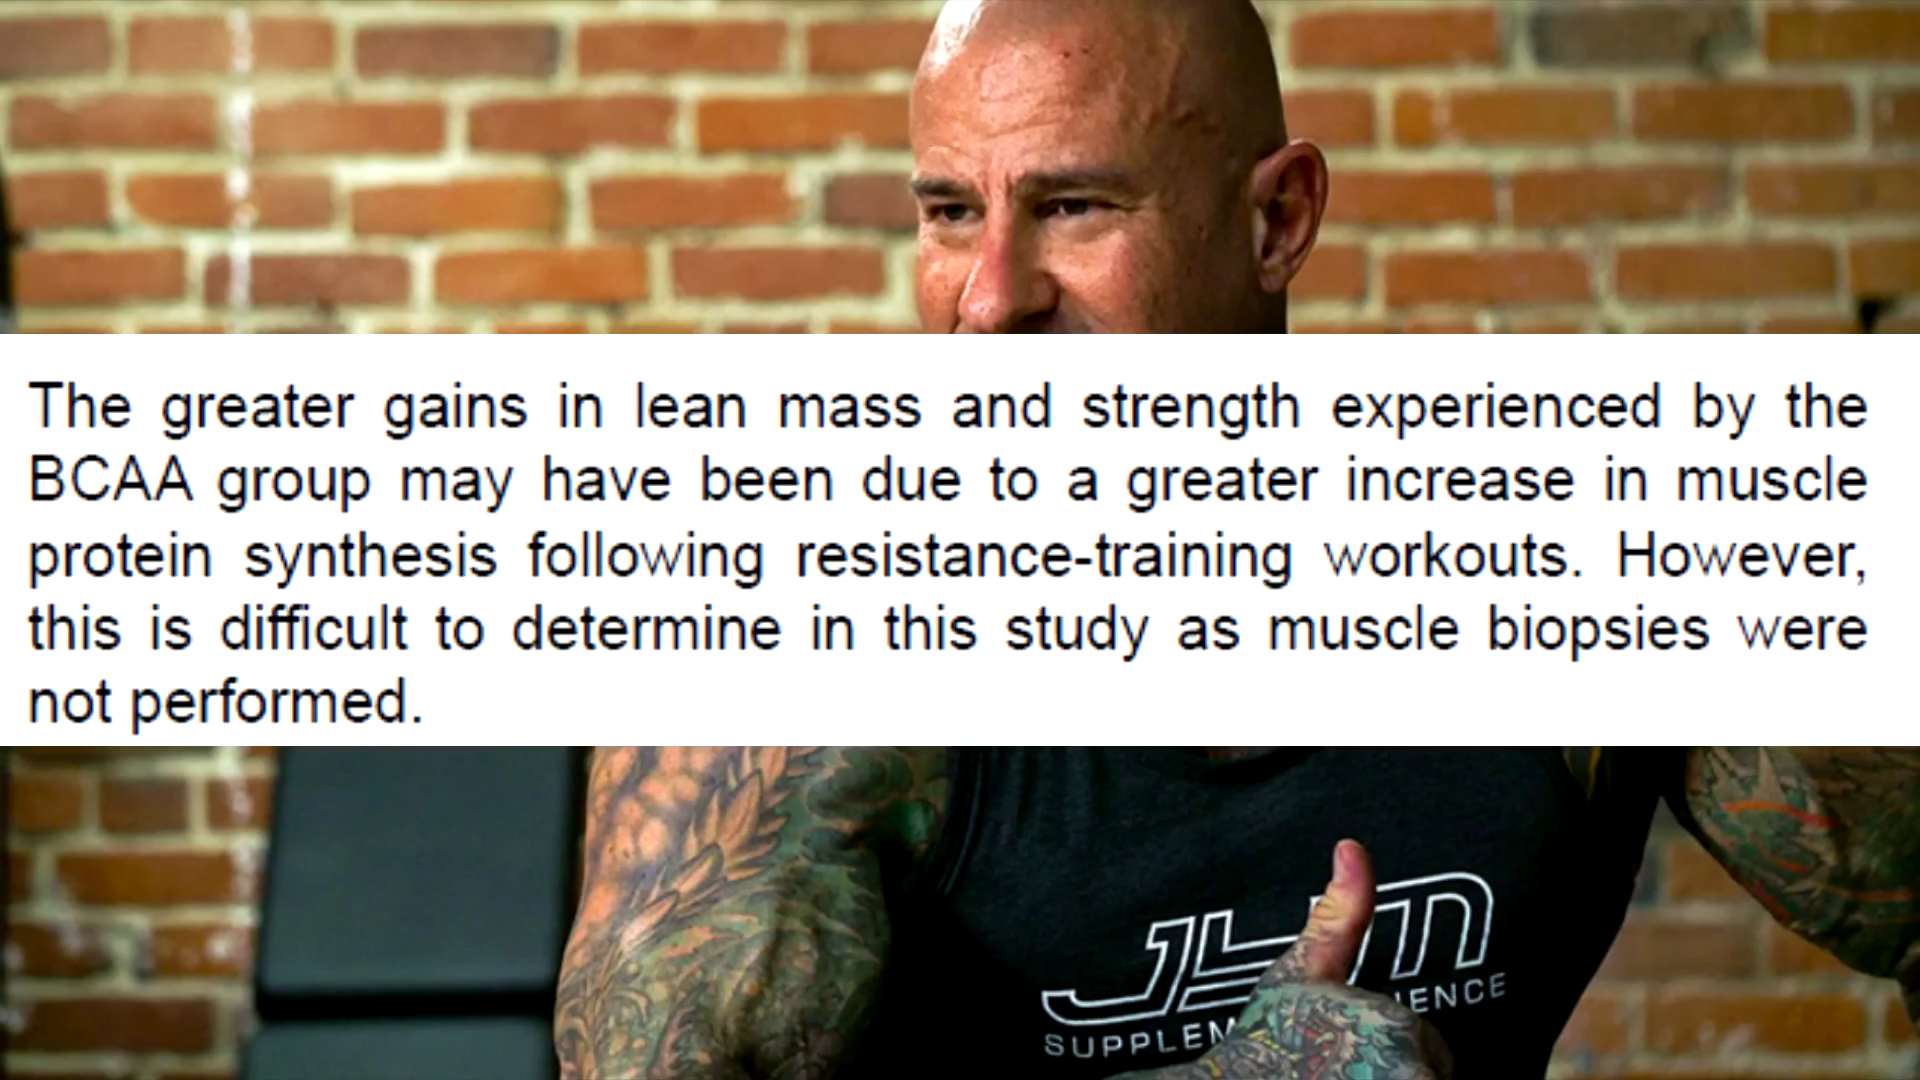 The greater gains in lean mass and strength experienced by the
BCAA group may have been due to a greater increase in muscle
protein synthesis following resistance-training workouts. However,
this is difficult to determine in this study as muscle biopsies were
not performed.
JYM